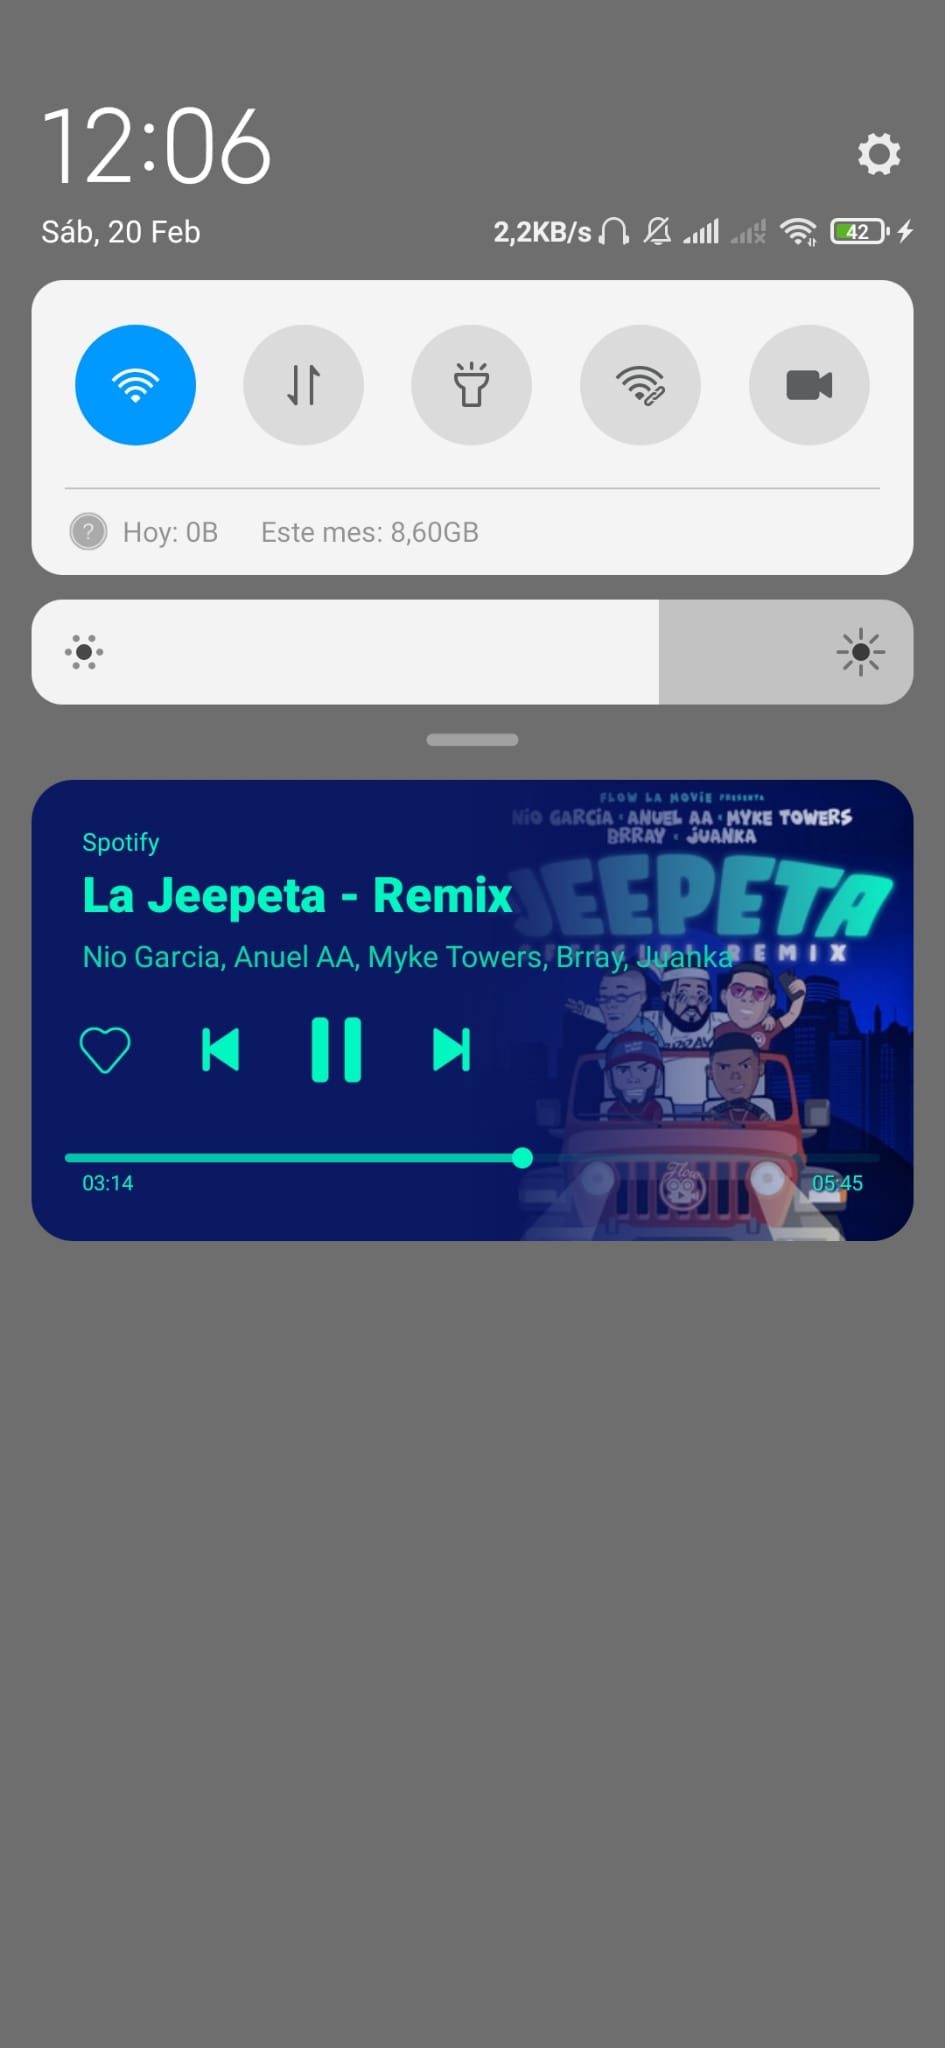 12:06
Sáb, 20 Feb
2,2KB/s
42
Hoy: 0B Este mes: 8,60GB
FLOW LA MOVIE PRESENTA
NIO GARCIA · ANUEL AA · MYKE TOWERS
BRRAY · JUANKA
JEEPETA
REMIX
Spotify
La Jeepeta - Remix
Nio Garcia, Anuel AA, Myke Towers, Brray, Juanka
Flow
03:14
05:45